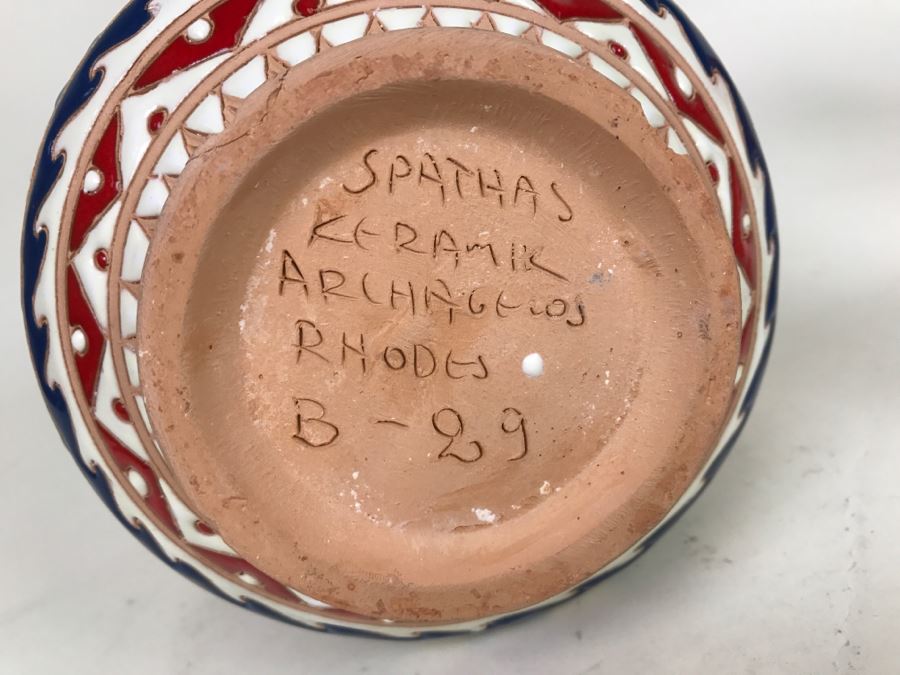 SPATHAS
KERAMIK
ARCHAGELOS
RHODES
B - 29